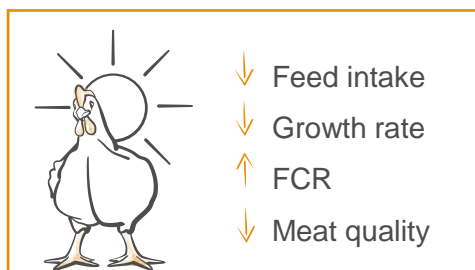 ↓ Feed intake
↓ Growth rate
↑ FCR
↓ Meat quality